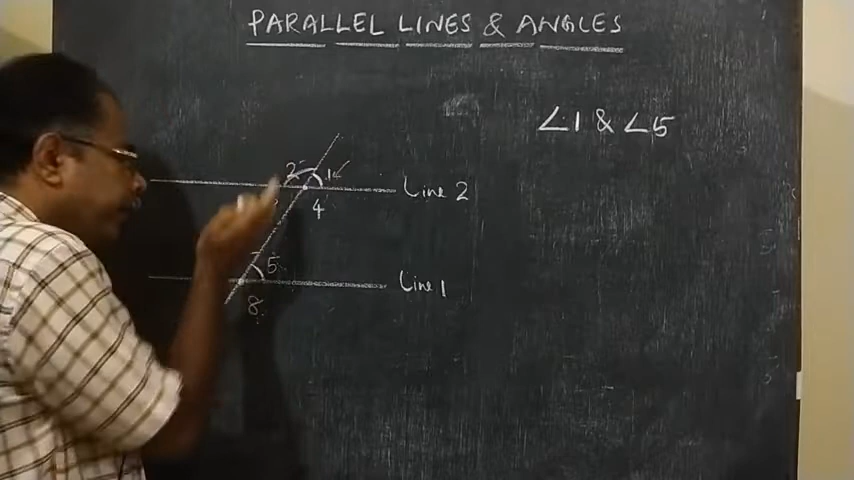 PARALLEL LINES & ANGLES
∠1 & ∠5
2 1
Line 2
4
5
Line 1
8